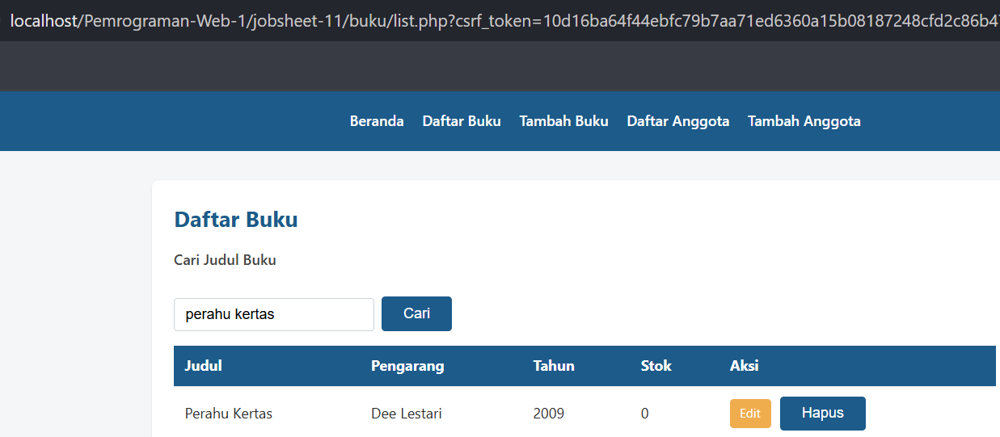 localhost/Pemrograman-Web-1/jobsheet-11/buku/list.php?csrf_token=10d16ba64f44ebfc79b7aa71ed6360a15b08187248cfd2c86b4
Beranda Daftar Buku Tambah Buku Daftar Anggota Tambah Anggota
Daftar Buku
Cari Judul Buku
perahu kertas Cari
Judul Pengarang Tahun Stok Aksi
Perahu Kertas Dee Lestari 2009 0 Edit Hapus